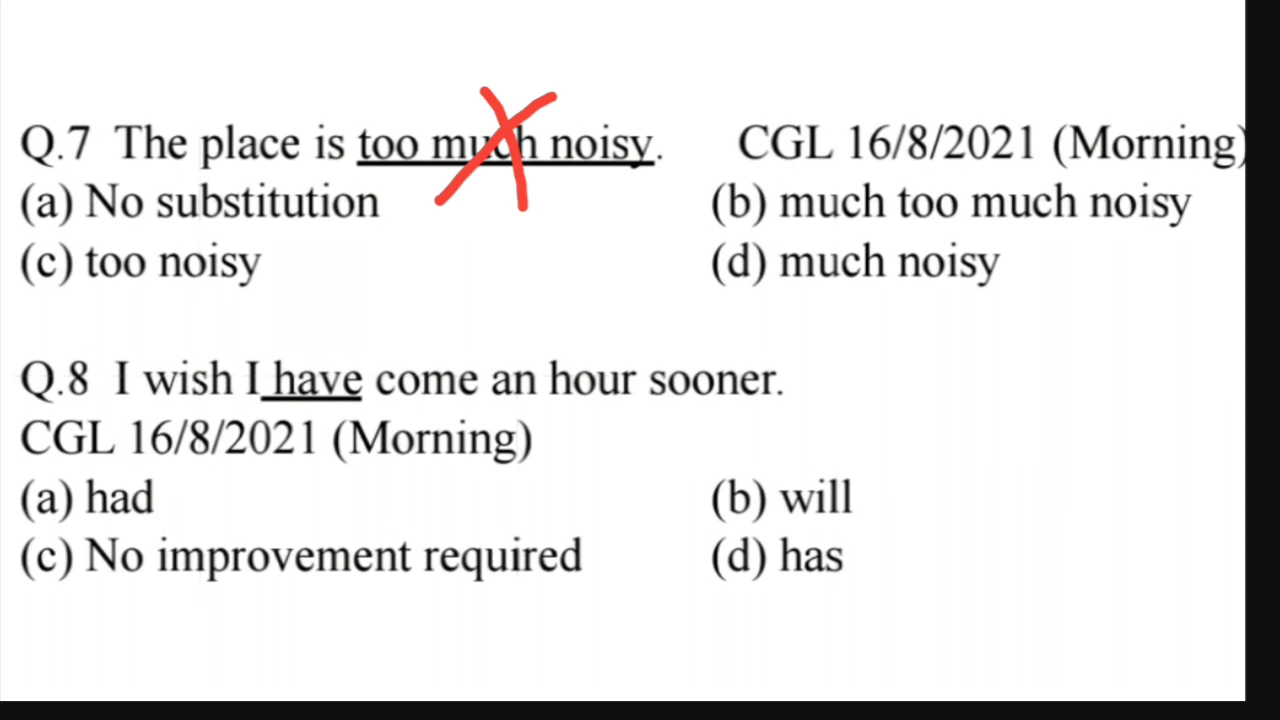 Q.7 The place is too much noisy. CGL 16/8/2021 (Morning)
(a) No substitution (b) much too much noisy
(c) too noisy (d) much noisy
Q.8 I wish I have come an hour sooner.
CGL 16/8/2021 (Morning)
(a) had (b) will
(c) No improvement required (d) has